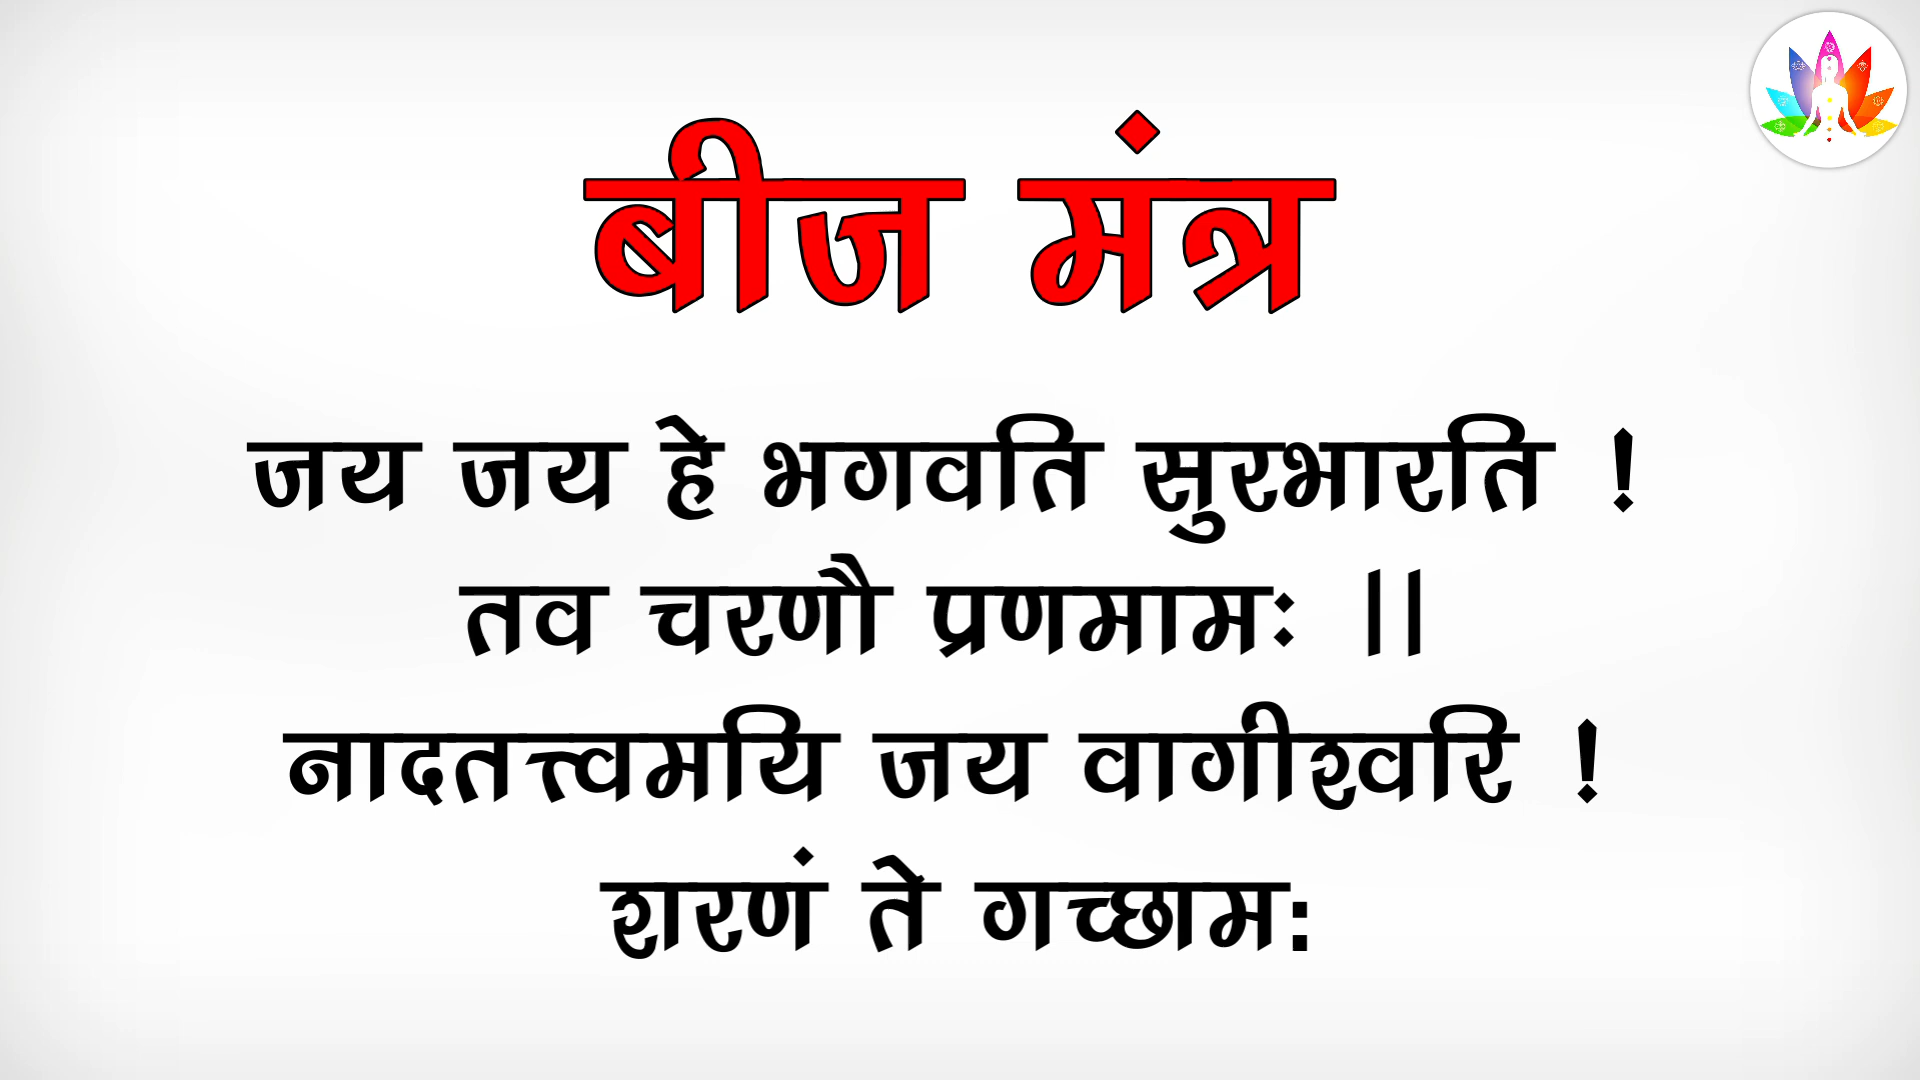 बीज मंत्र
जय जय हे भगवति सुरभारति !
तव चरणौ प्रणमामः ।।
नादतत्त्वमयि जय वागीश्वरि !
शरणं ते गच्छाम: